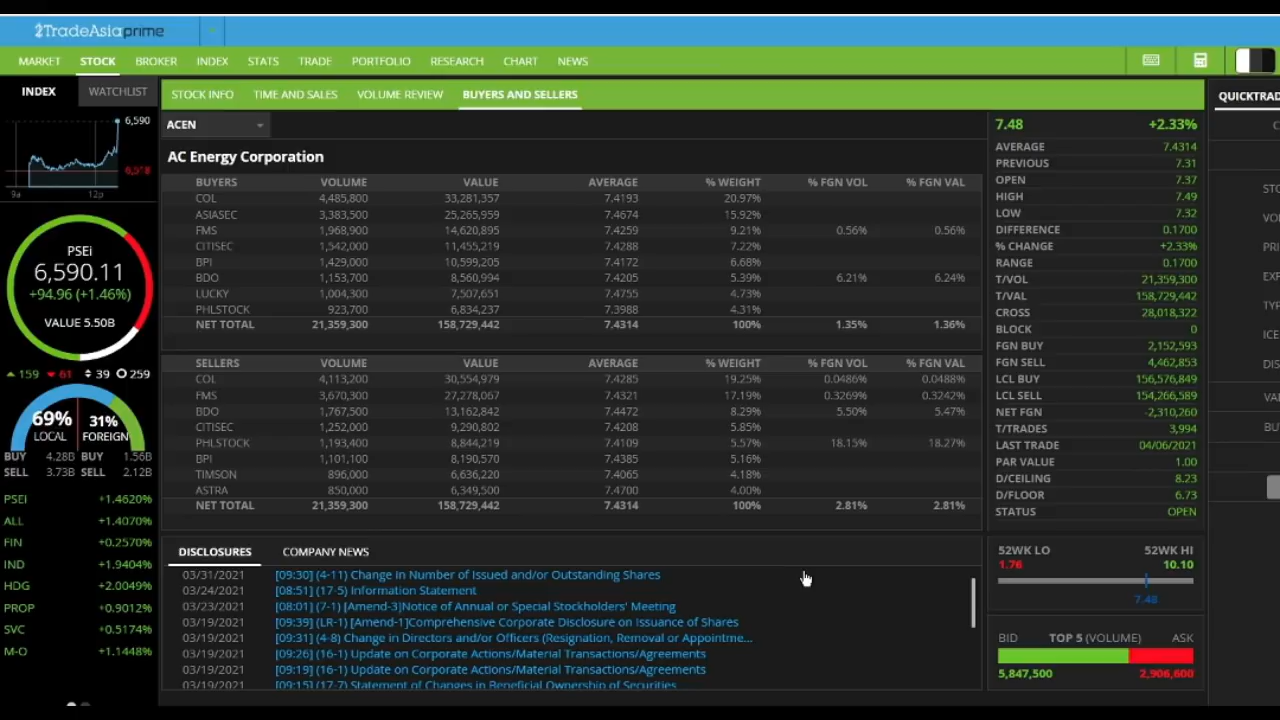 2TradeAsiaprime
MARKET STOCK BROKER INDEX STATS TRADE PORTFOLIO RESEARCH CHART NEWS
INDEX WATCHLIST
STOCK INFO TIME AND SALES VOLUME REVIEW BUYERS AND SELLERS
QUICKTRAD
6,590
9a 12p
PSEi
6,590.11
+94.96 (+1.46%)
VALUE 5.50B
159 61 39 259
69% LOCAL 31% FOREIGN
BUY 4.28B BUY 1.56B
SELL 3.73B SELL 2.12B
PSEI +1.4620%
ALL +1.4070%
FIN +0.2570%
IND +1.9404%
HDG +2.0049%
PROP +0.9012%
SVC +0.5174%
M-O +1.1448%
ACEN
AC Energy Corporation
BUYERS VOLUME VALUE AVERAGE % WEIGHT % FGN VOL % FGN VAL
COL 4,485,800 33,281,357 7.4193 20.97%
ASIASEC 3,383,500 25,265,959 7.4674 15.92%
FMS 1,968,900 14,620,895 7.4259 9.21% 0.56% 0.56%
CITISEC 1,542,000 11,455,219 7.4288 7.22%
BPI 1,429,000 10,599,205 7.4172 6.68%
BDO 1,153,700 8,560,994 7.4205 5.39% 6.21% 6.24%
LUCKY 1,004,300 7,507,651 7.4755 4.73%
PHLSTOCK 923,700 6,834,237 7.3988 4.31%
NET TOTAL 21,359,300 158,729,442 7.4314 100% 1.35% 1.36%
SELLERS VOLUME VALUE AVERAGE % WEIGHT % FGN VOL % FGN VAL
COL 4,113,200 30,554,979 7.4285 19.25% 0.0486% 0.0488%
FMS 3,670,300 27,278,067 7.4321 17.19% 0.3269% 0.3242%
BDO 1,767,500 13,162,842 7.4472 8.29% 5.50% 5.47%
CITISEC 1,252,000 9,290,802 7.4208 5.85%
PHLSTOCK 1,193,400 8,844,219 7.4109 5.57% 18.15% 18.27%
BPI 1,101,100 8,190,570 7.4385 5.16%
TIMSON 896,000 6,636,220 7.4065 4.18%
ASTRA 850,000 6,349,500 7.4700 4.00%
NET TOTAL 21,359,300 158,729,442 7.4314 100% 2.81% 2.81%
DISCLOSURES COMPANY NEWS
03/31/2021 [09:30] (4-11) Change in Number of Issued and/or Outstanding Shares
03/24/2021 [08:51] (17-5) Information Statement
03/23/2021 [08:01] (7-1) [Amend-3]Notice of Annual or Special Stockholders' Meeting
03/19/2021 [09:39] (LR-1) [Amend-1]Comprehensive Corporate Disclosure on Issuance of Shares
03/19/2021 [09:31] (4-8) Change in Directors and/or Officers (Resignation, Removal or Appointme...
03/19/2021 [09:26] (16-1) Update on Corporate Actions/Material Transactions/Agreements
03/19/2021 [09:19] (16-1) Update on Corporate Actions/Material Transactions/Agreements
03/19/2021 [09:15] (17-7) Statement of Changes in Beneficial Ownership of Securities
7.48 +2.33%
AVERAGE 7.4314
PREVIOUS 7.31
OPEN 7.37
HIGH 7.49
LOW 7.32
DIFFERENCE 0.1700
% CHANGE +2.33%
RANGE 0.1700
T/VOL 21,359,300
T/VAL 158,729,442
CROSS 28,018,322
BLOCK 0
FGN BUY 2,152,593
FGN SELL 4,462,853
LCL BUY 156,576,849
LCL SELL 154,266,589
NET FGN -2,310,260
T/TRADES 3,994
LAST TRADE 04/06/2021
PAR VALUE 1.00
D/CEILING 8.23
D/FLOOR 6.73
STATUS OPEN
52WK LO 52WK HI
1.76 10.10
7.48
BID TOP 5 (VOLUME) ASK
5,847,500 2,906,600